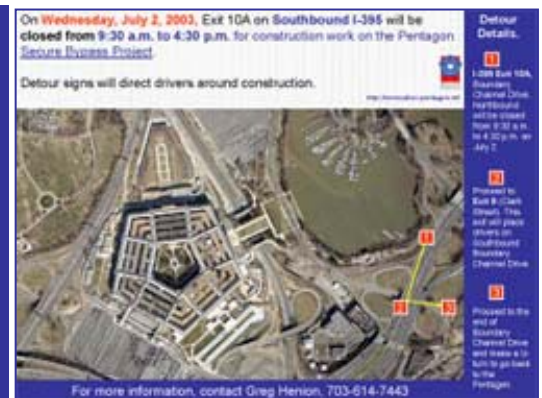 On Wednesday, July 2, 2003, Exit 10A on Southbound I-395 will be
closed from 9:30 a.m. to 4:30 p.m. for construction work on the Pentagon
Secure Bypass Project.
Detour signs will direct drivers around construction.
1
2
3
For more information, contact Greg Henion, 703-614-7443
Detour
Details.
1
I-395 Exit 10A,
Boundary
Channel Drive,
Northbound
will be closed
from 9:30 a.m.
to 4:30 p.m. on
July 2.
2
Proceed to
Exit 9 (Clark
Street). This
exit will place
drivers on
Southbound
Boundary
Channel Drive
3
Proceed to the
end of
Boundary
Channel Drive
and make a U-
turn to go back
to the
Pentagon.